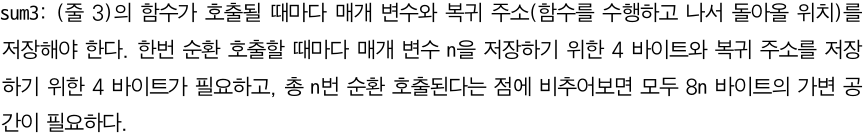 sum3: (줄 3)의 함수가 호출될 때마다 매개 변수와 복귀 주소(함수를 수행하고 나서 돌아올 위치)를
저장해야 한다. 한번 순환 호출할 때마다 매개 변수 n을 저장하기 위한 4 바이트와 복귀 주소를 저장
하기 위한 4 바이트가 필요하고, 총 n번 순환 호출된다는 점에 비추어보면 모두 8n 바이트의 가변 공
간이 필요하다.